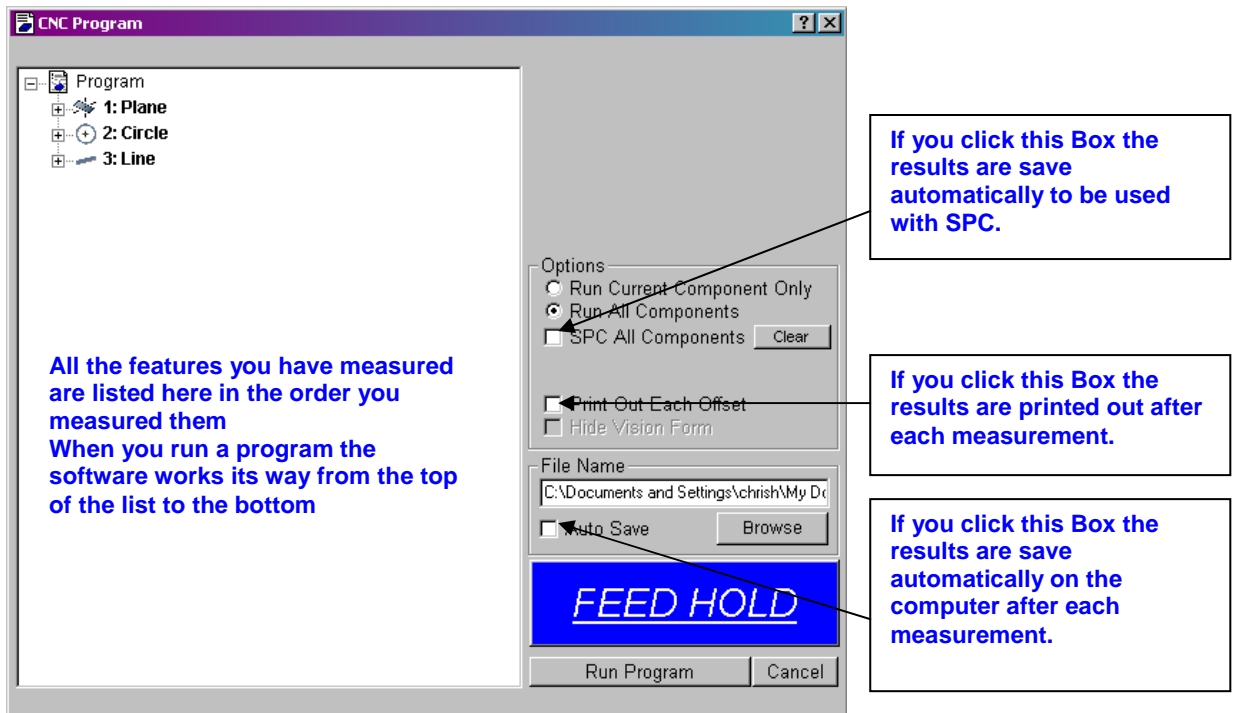 CNC Program
Program
1: Plane
2: Circle
3: Line
All the features you have measured
are listed here in the order you
measured them
When you run a program the
software works its way from the top
of the list to the bottom
Options
Run Current Component Only
Run All Components
SPC All Components Clear
Print Out Each Offset
Hide Vision Form
File Name
C:\Documents and Settings\chrish\My Do
Auto Save Browse
FEED HOLD
Run Program Cancel
If you click this Box the
results are save
automatically to be used
with SPC.
If you click this Box the
results are printed out after
each measurement.
If you click this Box the
results are save
automatically on the
computer after each
measurement.